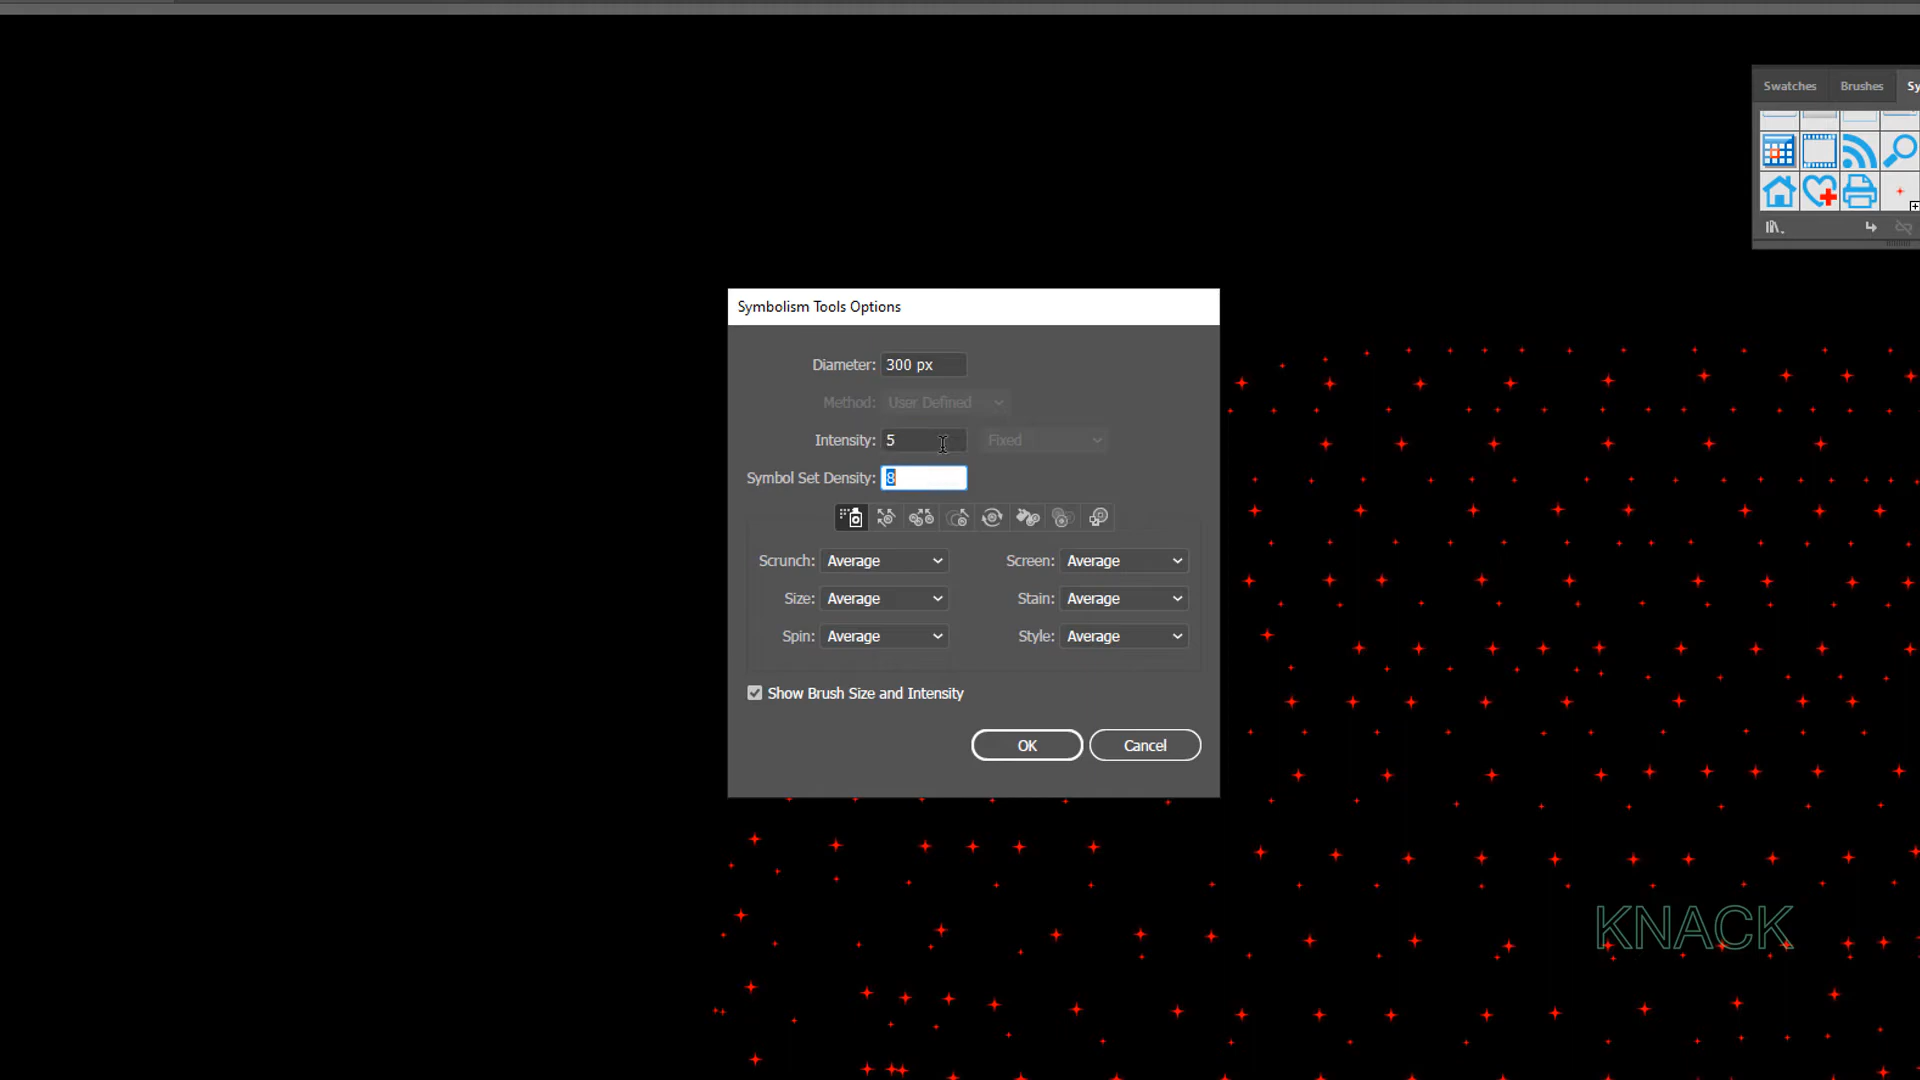 Swatches Brushes Sy
Symbolism Tools Options
Diameter: 300 px
Method: User Defined
Intensity: 5 Fixed
Symbol Set Density: 8
Scrunch: Average Screen: Average
Size: Average Stain: Average
Spin: Average Style: Average
Show Brush Size and Intensity
OK Cancel
KNACK